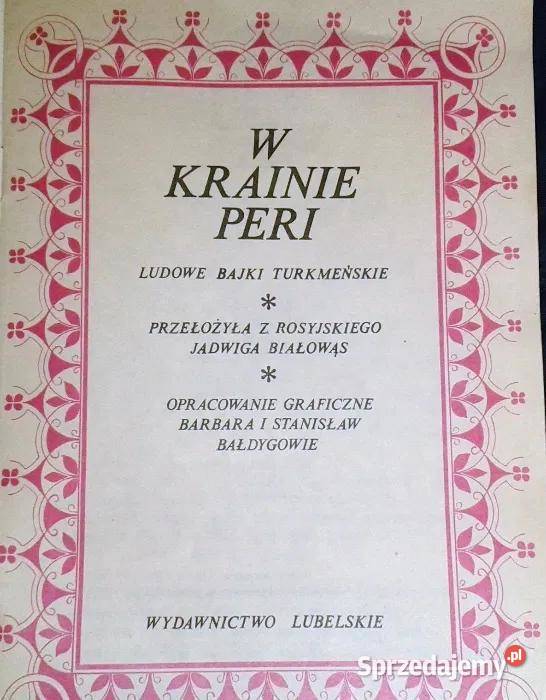 W
KRAINIE
PERI
LUDOWE BAJKI TURKMEŃSKIE
*
PRZEŁOŻYŁA Z ROSYJSKIEGO
JADWIGA BIAŁOWĄS
*
OPRACOWANIE GRAFICZNE
BARBARA I STANISŁAW
BAŁDYGOWIE
WYDAWNICTWO LUBELSKIE
Sprzedajemy.pl